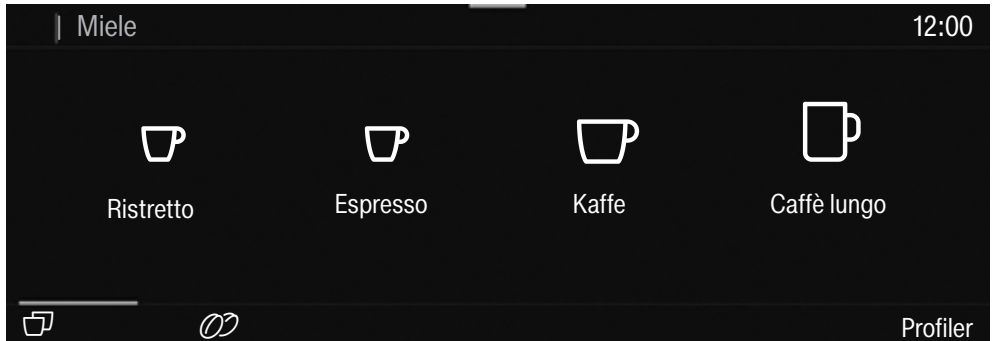 Miele
12:00
Ristretto
Espresso
Kaffe
Caffè lungo
Profiler